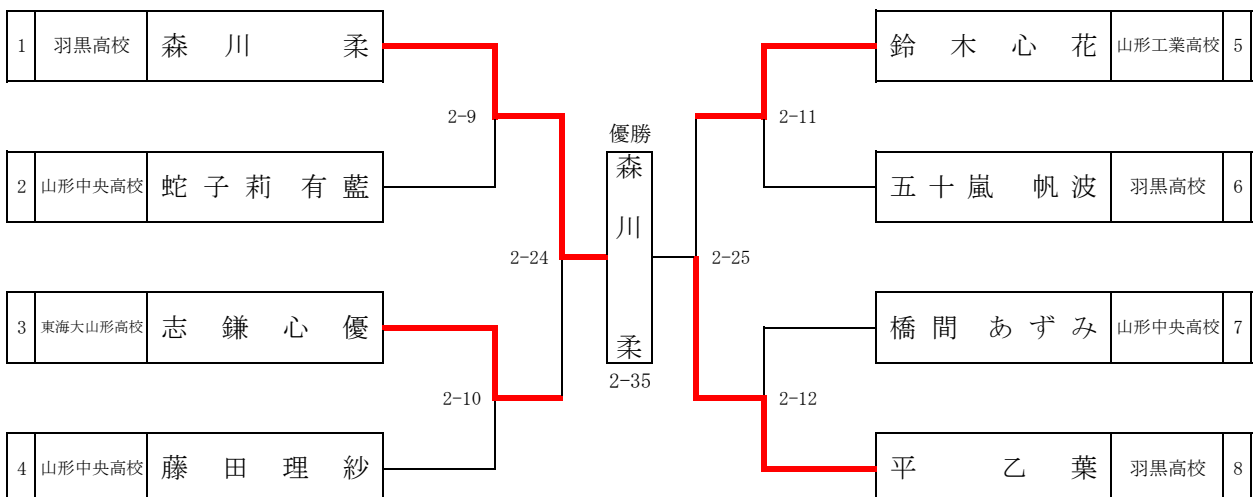 1 羽黒高校 森川 柔
2 山形中央高校 蛇子莉 有藍
3 東海大山形高校 志鎌心優
4 山形中央高校 藤田理紗
2-9
2-10
2-24
優勝
森川 柔
2-35
2-25
2-11
2-12
鈴木心花 山形工業高校 5
五十嵐 帆波 羽黒高校 6
橋間 あずみ 山形中央高校 7
平 乙葉 羽黒高校 8